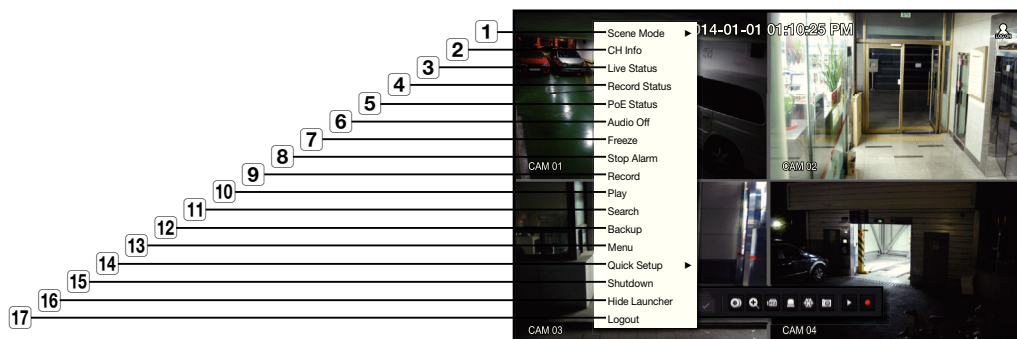 1 Scene Mode
014-01-01 01:10:25 PM
LOG ON
2 CH Info
3 Live Status
4 Record Status
5 PoE Status
6 Audio Off
7 Freeze
8 Stop Alarm
CAM 01
CAM 02
9 Record
10 Play
11 Search
12 Backup
13 Menu
14 Quick Setup
15 Shutdown
16 Hide Launcher
17 Logout
CAM 03
CAM 04